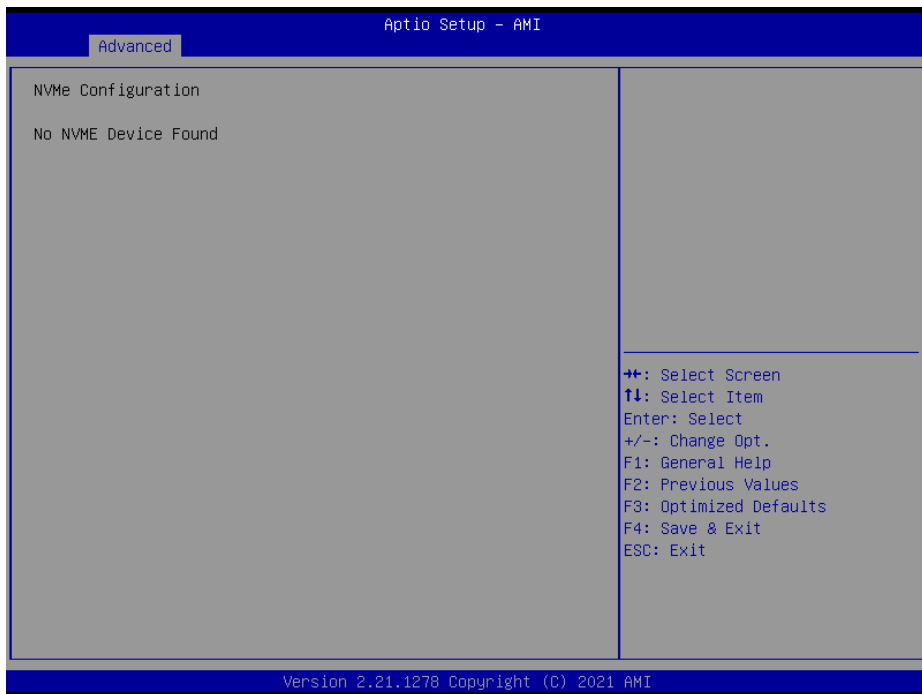 Aptio Setup – AMI
Advanced
NVMe Configuration
No NVME Device Found
→←: Select Screen
↑↓: Select Item
Enter: Select
+/-: Change Opt.
F1: General Help
F2: Previous Values
F3: Optimized Defaults
F4: Save & Exit
ESC: Exit
Version 2.21.1278 Copyright (C) 2021 AMI